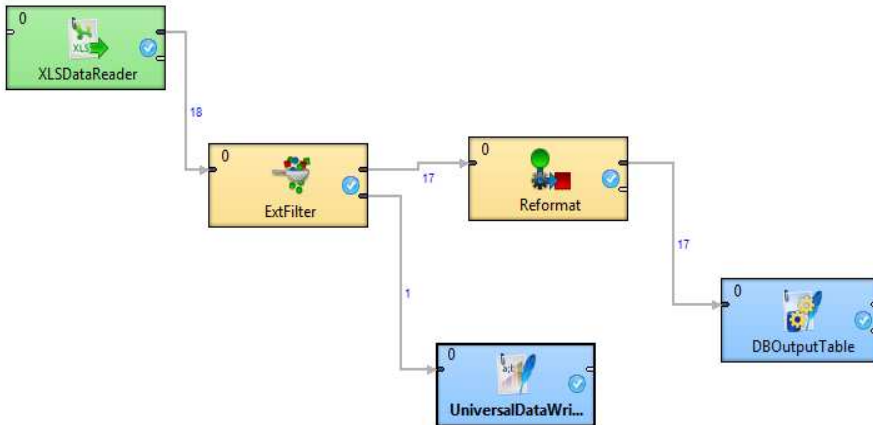 0
XLS
XLSDataReader
18
0
ExtFilter
17
0
Reformat
17
1
0
DBOutputTable
0
a;b
UniversalDataWri...